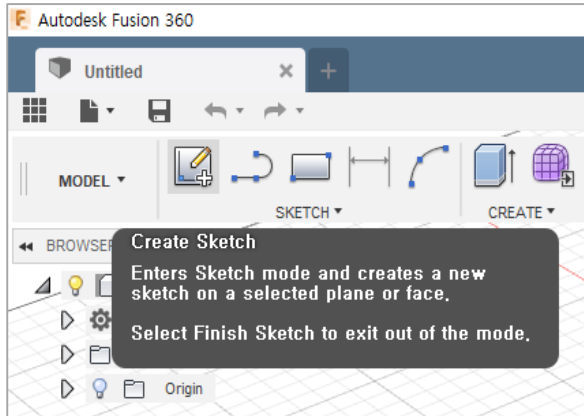 Autodesk Fusion 360
Untitled
MODEL
SKETCH
CREATE
BROWSER
Create Sketch
Enters Sketch mode and creates a new
sketch on a selected plane or face.
Select Finish Sketch to exit out of the mode.
Origin